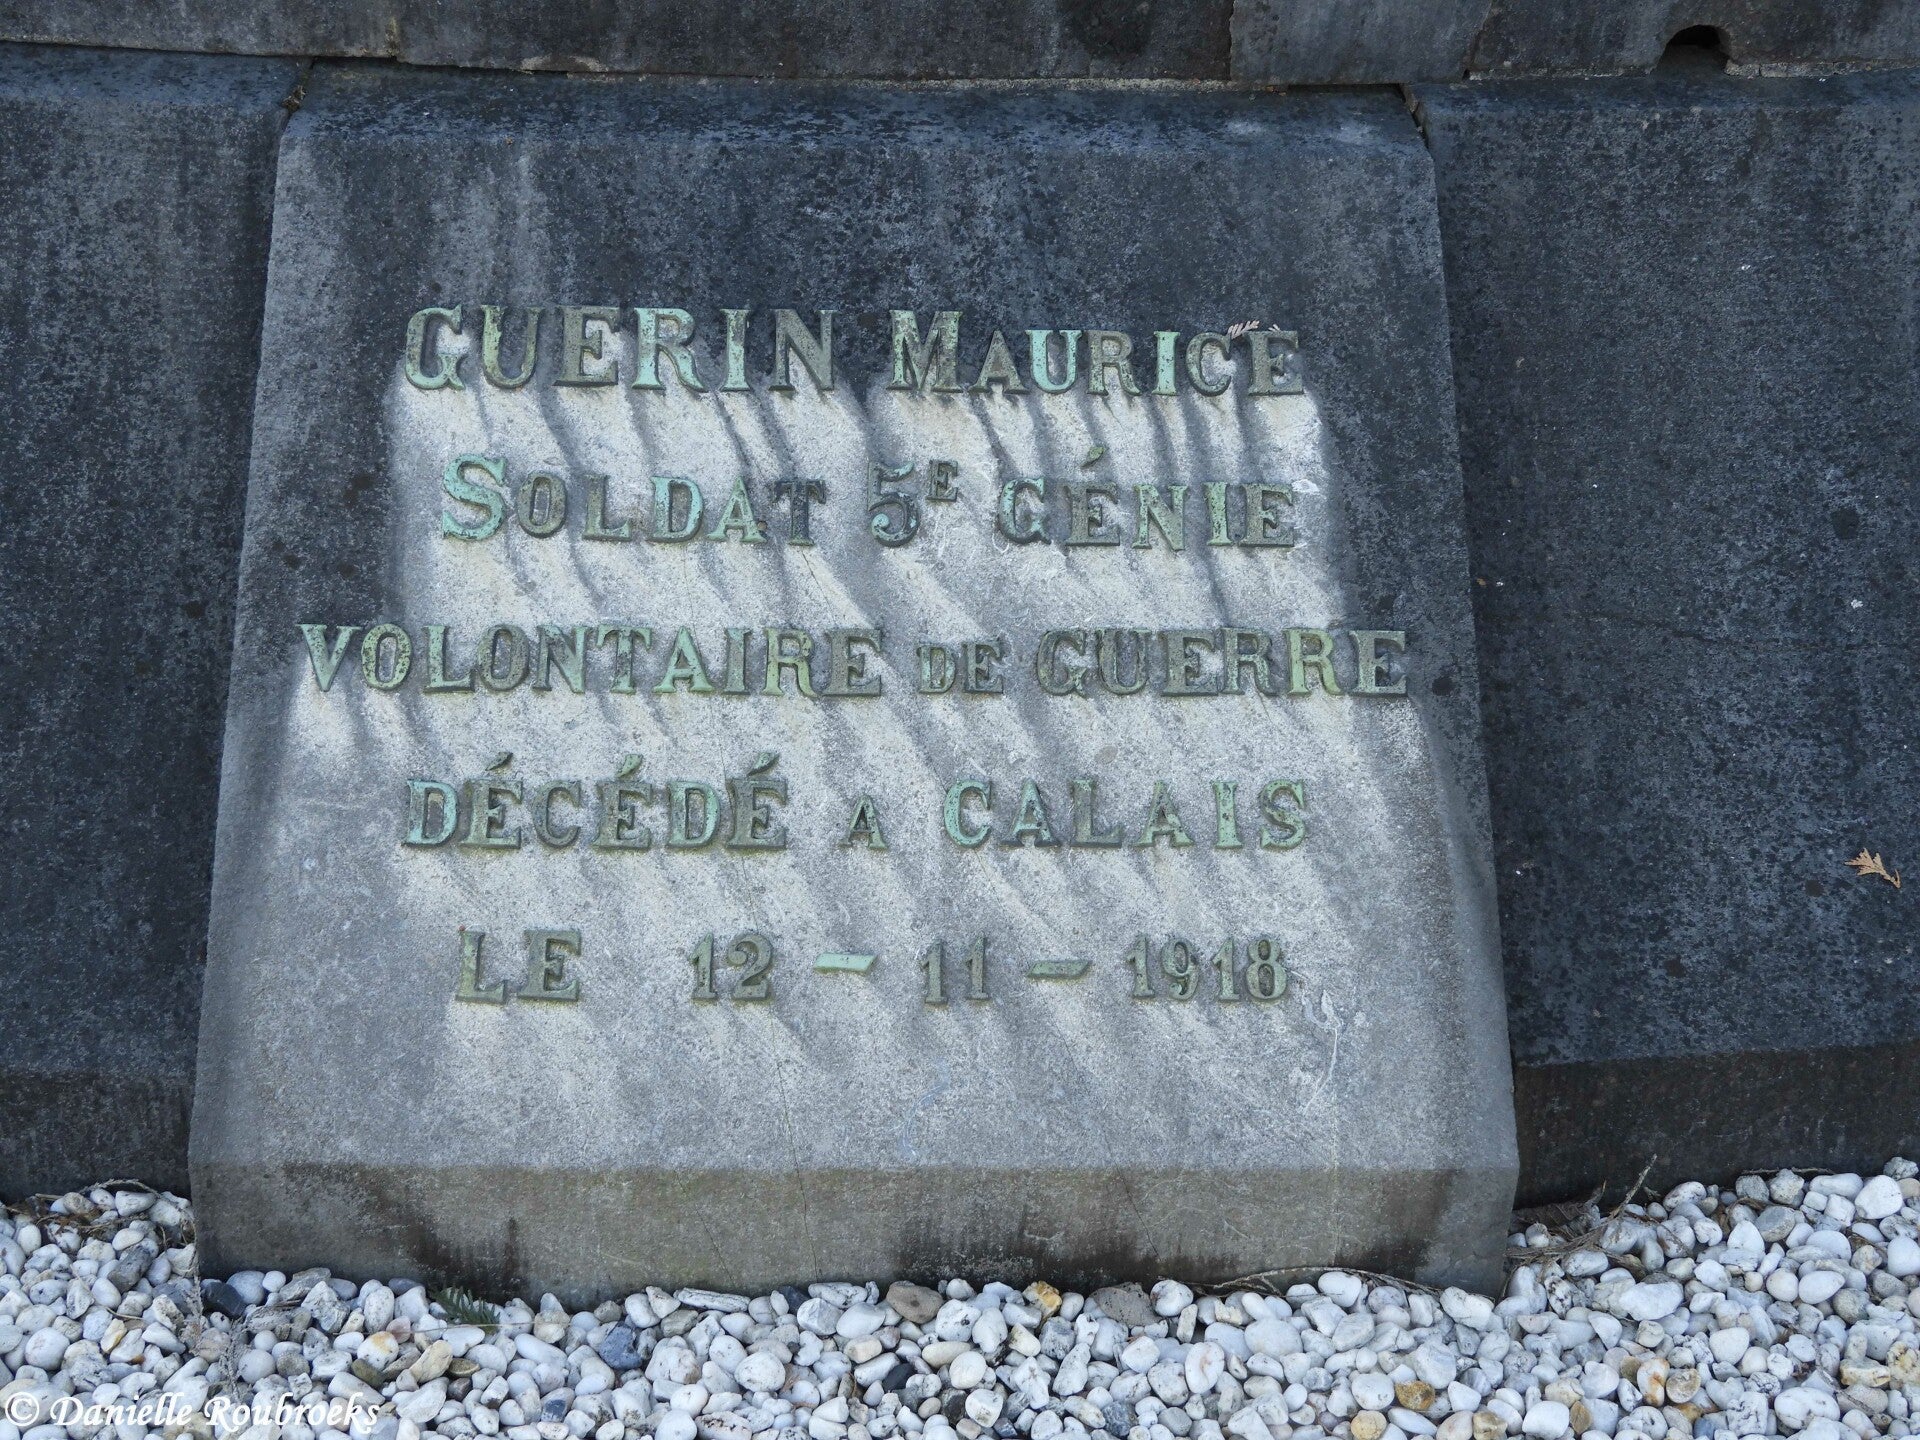 GUERIN MAURICE
SOLDAT 5E GÉNIE
VOLONTAIRE DE GUERRE
DÉCÉDÉ A CALAIS
LE 12 - 11 - 1918
© Danielle Roubroeks